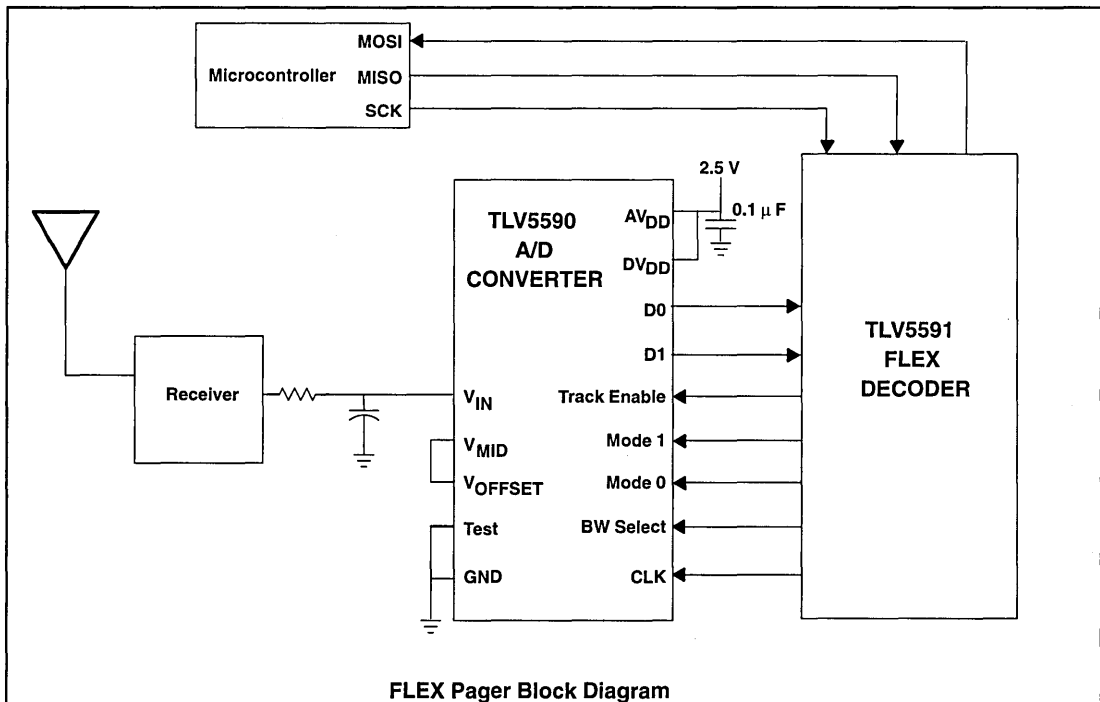 MOSI
Microcontroller
MISO
SCK
2.5 V
0.1 μ F
TLV5590
A/D
CONVERTER
AVDD
DVDD
D0
D1
Track Enable
Mode 1
Mode 0
BW Select
CLK
VIN
VMID
VOFFSET
Test
GND
Receiver
TLV5591
FLEX
DECODER
FLEX Pager Block Diagram